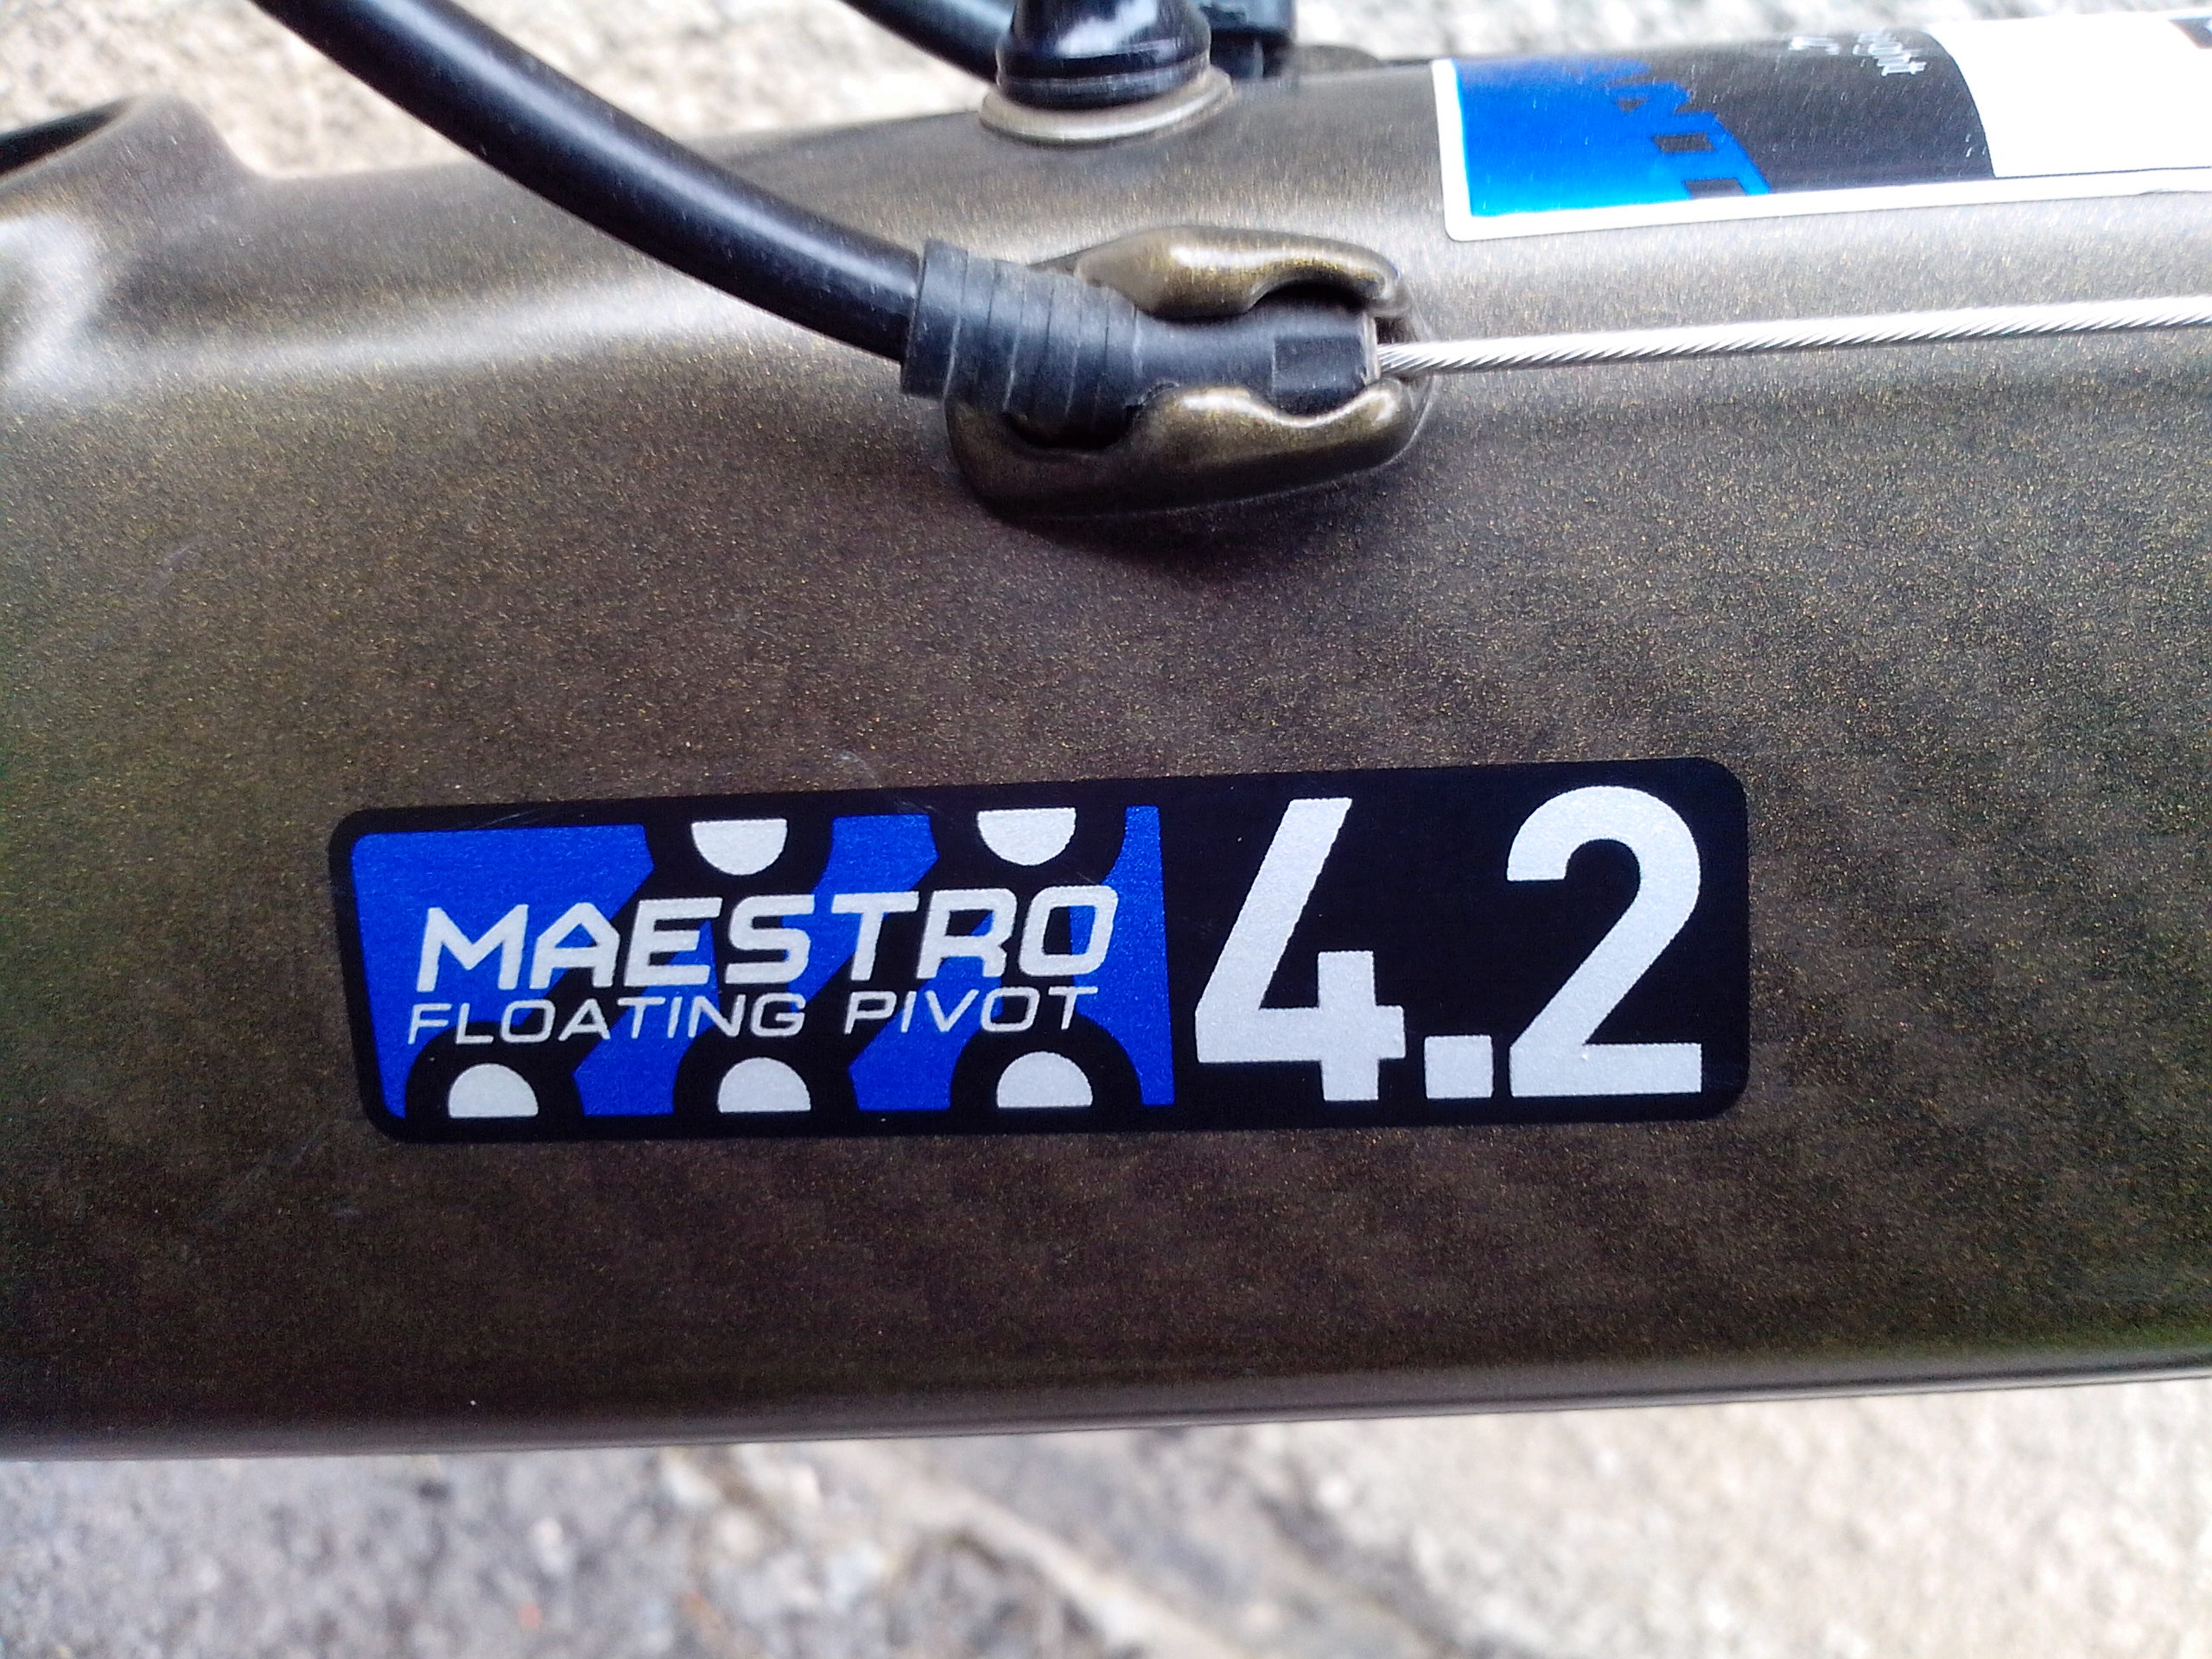 MAESTRO
FLOATING PIVOT
4.2